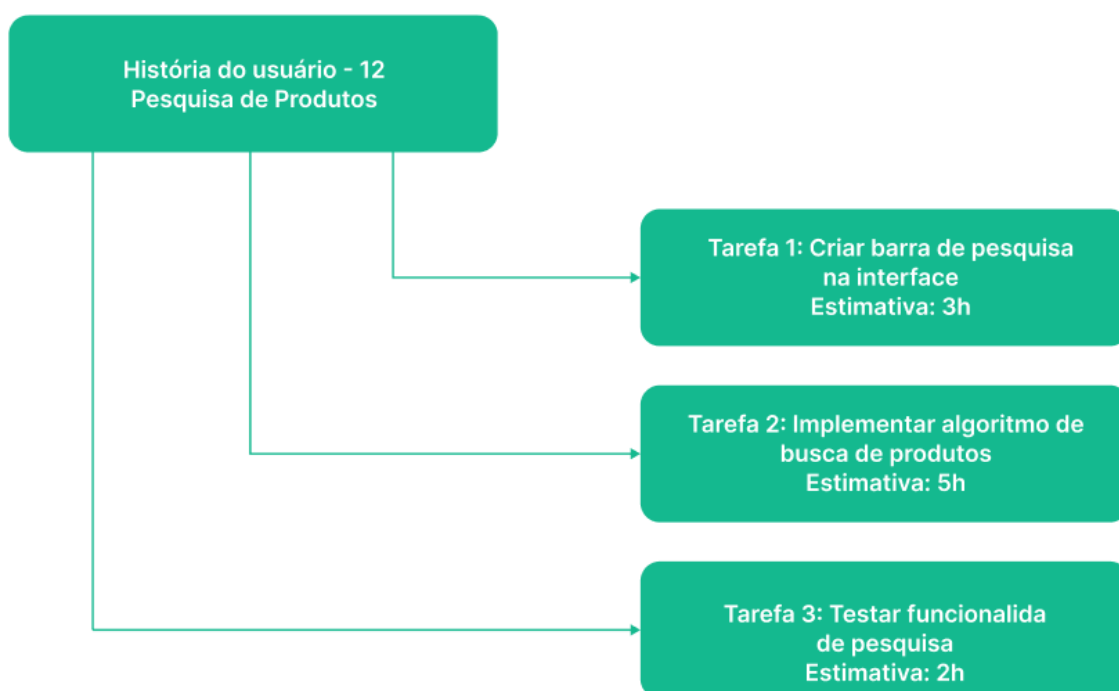 História do usuário - 12
Pesquisa de Produtos
Tarefa 1: Criar barra de pesquisa
na interface
Estimativa: 3h
Tarefa 2: Implementar algoritmo de
busca de produtos
Estimativa: 5h
Tarefa 3: Testar funcionalida
de pesquisa
Estimativa: 2h